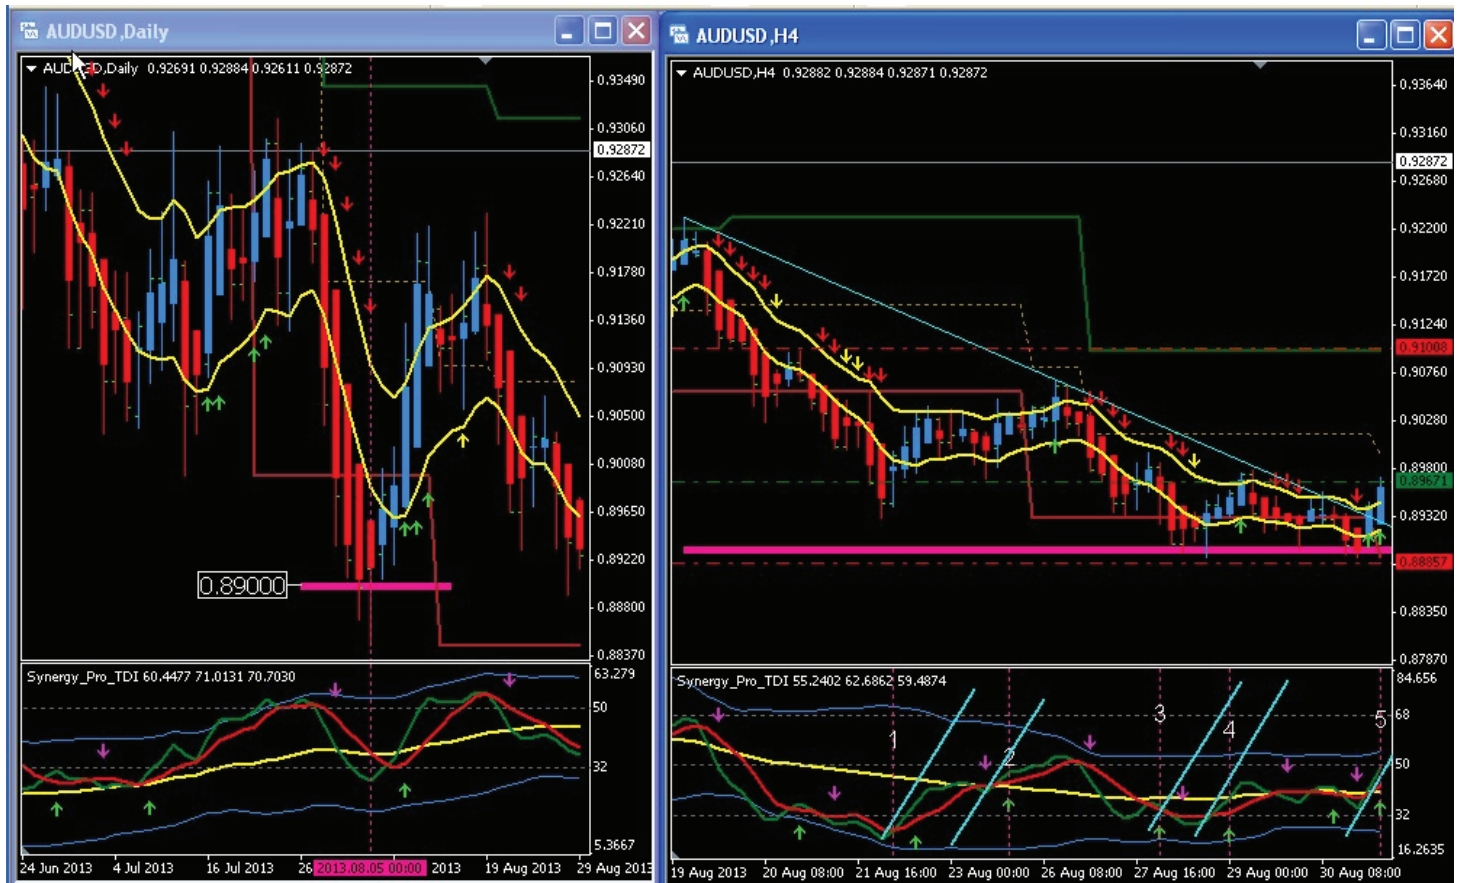 AUDUSD,Daily
AUDUSD,Daily 0.92691 0.92884 0.92611 0.92872
0.93490
0.93060
0.92872
0.92640
0.92210
0.91780
0.91360
0.90930
0.90500
0.90080
0.89650
0.89220
0.88800
0.88370
0.89000
Synergy_Pro_TDI 60.4477 71.0131 70.7030
63.279
50
32
5.3667
24 Jun 2013
4 Jul 2013
16 Jul 2013
26
2013.08.05 00:00
2013
19 Aug 2013
29 Aug 2013
AUDUSD,H4
AUDUSD,H4 0.92882 0.92884 0.92871 0.92872
0.93640
0.93160
0.92872
0.92680
0.92200
0.91720
0.91240
0.91008
0.90760
0.90280
0.89800
0.89671
0.89320
0.88857
0.88350
0.87870
Synergy_Pro_TDI 55.2402 62.6862 59.4874
84.656
68
50
32
16.2635
1
2
3
4
5
19 Aug 2013
20 Aug 08:00
21 Aug 16:00
23 Aug 00:00
26 Aug 08:00
27 Aug 16:00
29 Aug 00:00
30 Aug 08:00